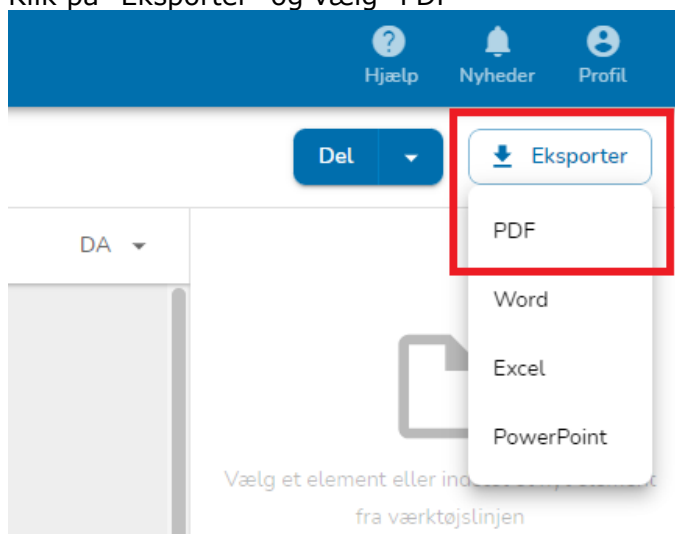 Klik på "Eksporter" og vælg "PDF"
Hjælp
Nyheder
Profil
Del
Eksporter
DA
PDF
Word
Excel
PowerPoint
Vælg et element eller
fra værktøjslinjen